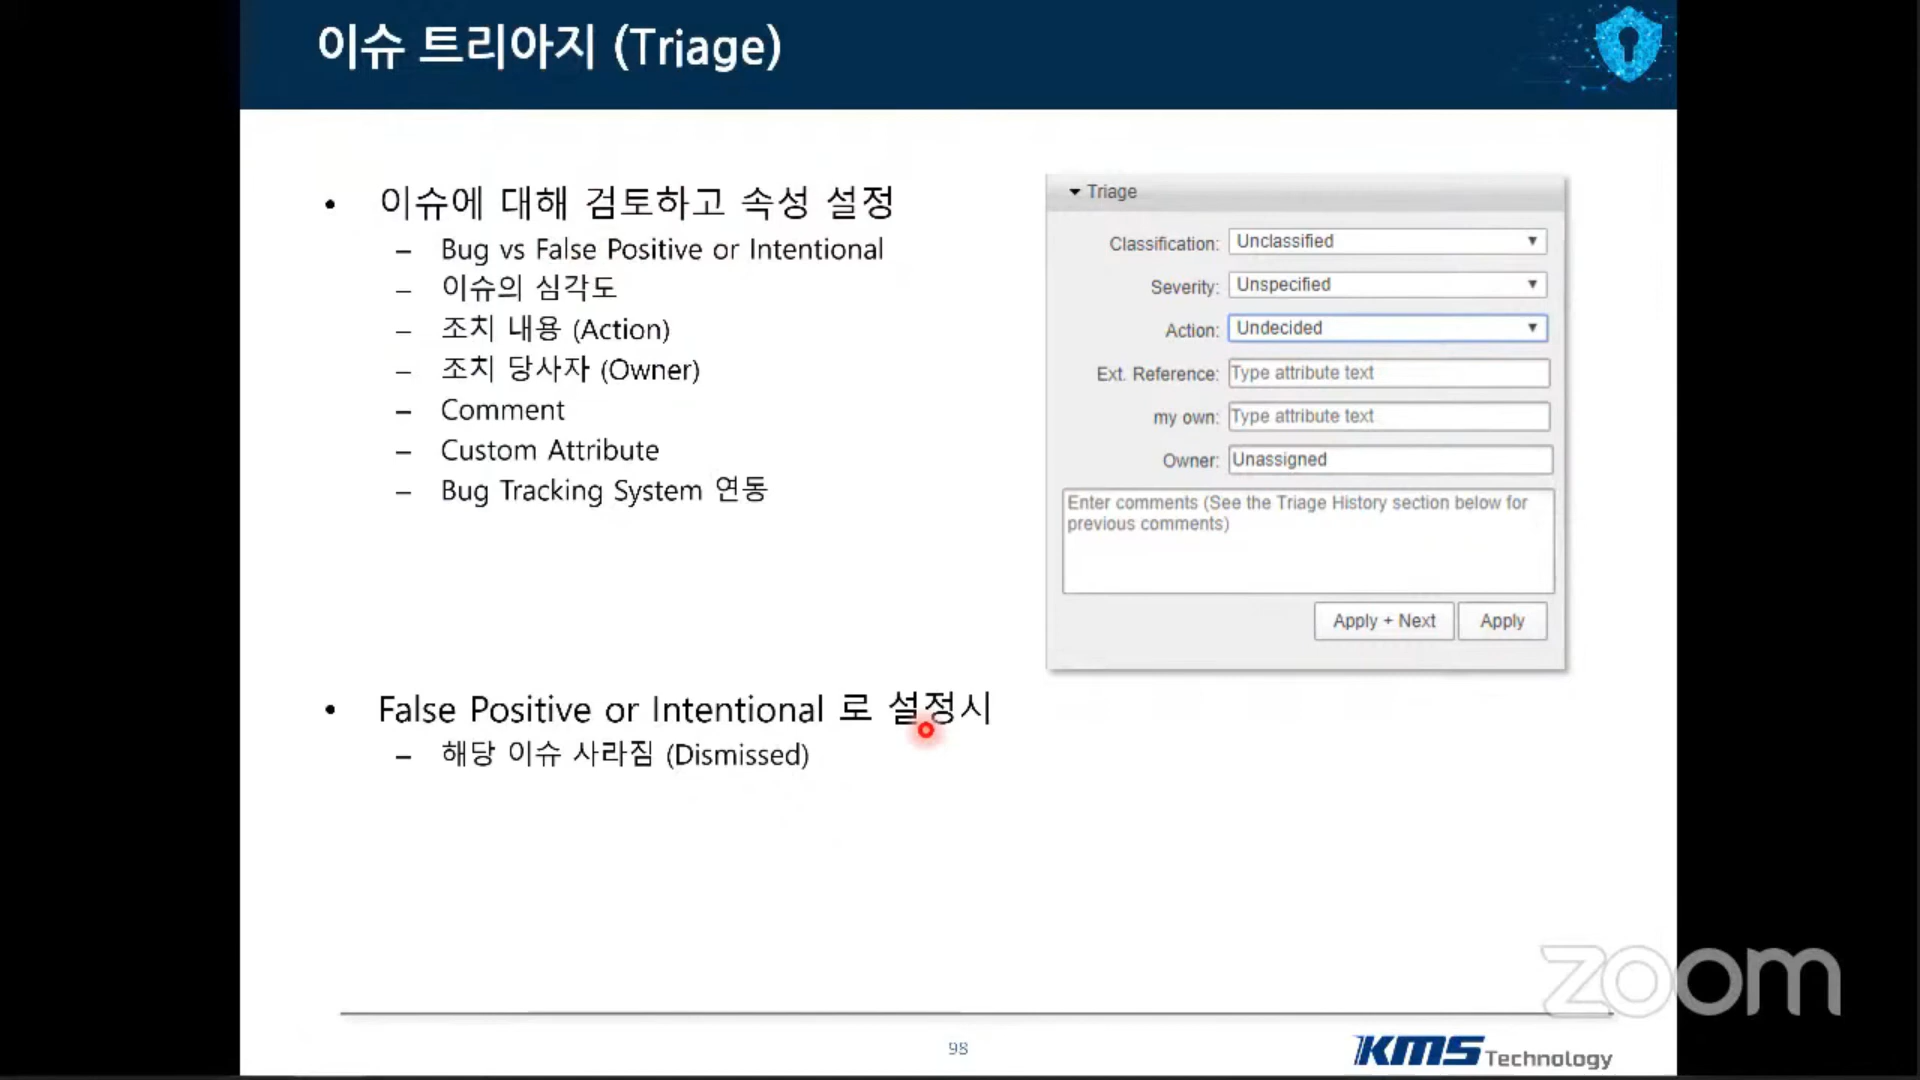 이슈 트리아지 (Triage)
• 이슈에 대해 검토하고 속성 설정
– Bug vs False Positive or Intentional
– 이슈의 심각도
– 조치 내용 (Action)
– 조치 당사자 (Owner)
– Comment
– Custom Attribute
– Bug Tracking System 연동
• False Positive or Intentional 로 설정시
– 해당 이슈 사라짐 (Dismissed)
Triage
Classification: Unclassified
Severity: Unspecified
Action: Undecided
Ext. Reference: Type attribute text
my own: Type attribute text
Owner: Unassigned
Enter comments (See the Triage History section below for
previous comments)
Apply + Next Apply
zoom
98
KMS Technology